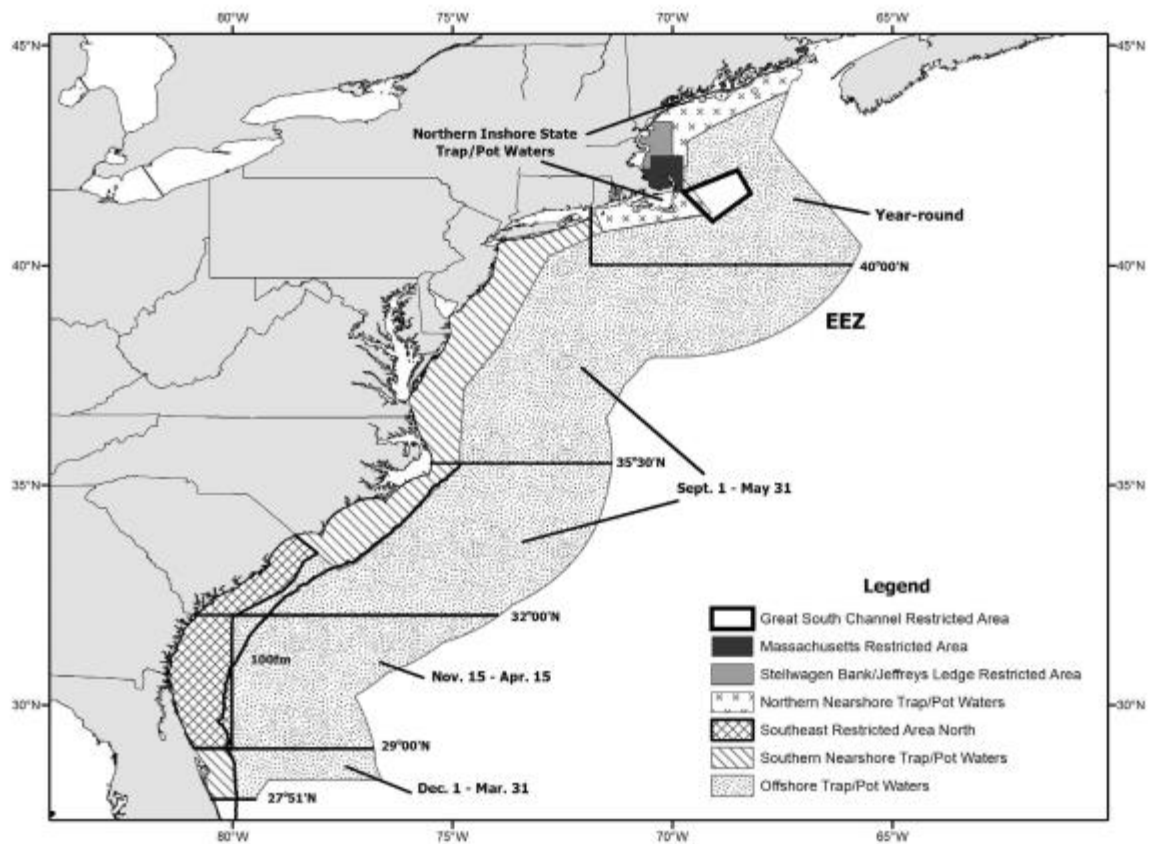 80°W 75°W 70°W 65°W
45°N 45°N
Northern Inshore State
Trap/Pot Waters
Year-round
40°N 40°00'N 40°N
EEZ
35°30'N
35°N Sept. 1 - May 31 35°N
Legend
32°00'N Great South Channel Restricted Area
Massachusetts Restricted Area
100fm
Nov. 15 - Apr. 15 Stellwagen Bank/Jeffreys Ledge Restricted Area
30°N Northern Nearshore Trap/Pot Waters 30°N
Southeast Restricted Area North
29°00'N
Southern Nearshore Trap/Pot Waters
Dec. 1 - Mar. 31 Offshore Trap/Pot Waters
27°51'N
80°W 75°W 70°W 65°W